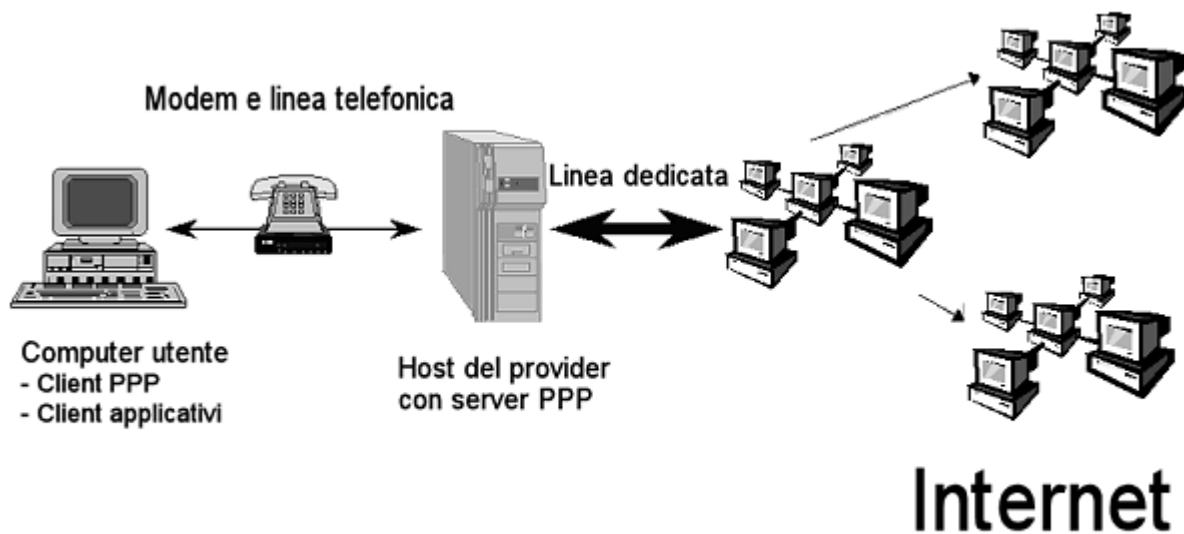 Modem e linea telefonica
Linea dedicata
Computer utente
- Client PPP
- Client applicativi
Host del provider
con server PPP
Internet